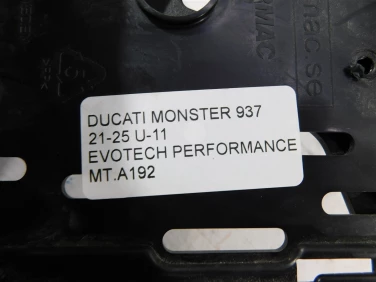 DUCATI MONSTER 937
21-25 U-11
EVOTECH PERFORMANCE
MT.A192